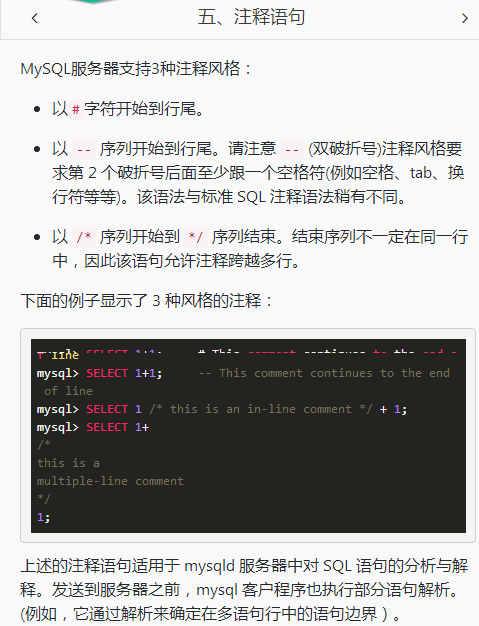 五、注释语句
MySQL服务器支持3种注释风格：
以 # 字符开始到行尾。
以 -- 序列开始到行尾。请注意 -- (双破折号)注释风格要
求第 2 个破折号后面至少跟一个空格符(例如空格、tab、换
行符等等)。该语法与标准 SQL 注释语法稍有不同。
以 /* 序列开始到 */ 序列结束。结束序列不一定在同一行
中，因此该语句允许注释跨越多行。
下面的例子显示了 3 种风格的注释：
mysql> SELECT 1+1; # This comment continues to the end o
f line
mysql> SELECT 1+1; -- This comment continues to the end
of line
mysql> SELECT 1 /* this is an in-line comment */ + 1;
mysql> SELECT 1+
/*
this is a
multiple-line comment
*/
1;
上述的注释语句适用于 mysqld 服务器中对 SQL 语句的分析与解
释。发送到服务器之前，mysql 客户程序也执行部分语句解析。
(例如，它通过解析来确定在多语句行中的语句边界）。